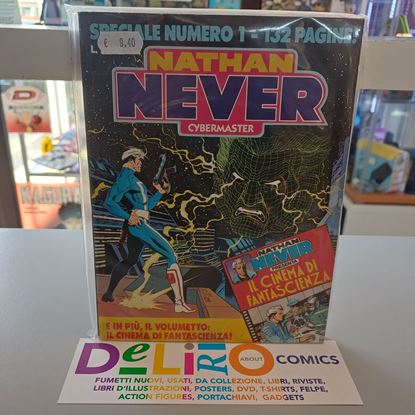 SPECIALE NUMERO 1 - 132 PAGINE
€ 9,40
L.
NATHAN
NEVER
CYBERMASTER
NATHAN
NEVER
PRESENTA
IL CINEMA DI
FANTASCIENZA
E IN PIÙ, IL VOLUMETTO:
IL CINEMA DI FANTASCIENZA!
DeLiRiO ABOUT COMICS
FUMETTI NUOVI, USATI, DA COLLEZIONE, LIBRI, RIVISTE,
LIBRI D'ILLUSTRAZIONI, POSTERS, DVD, T-SHIRTS, FELPE,
ACTION FIGURES, PORTACHIAVI, GADGETS